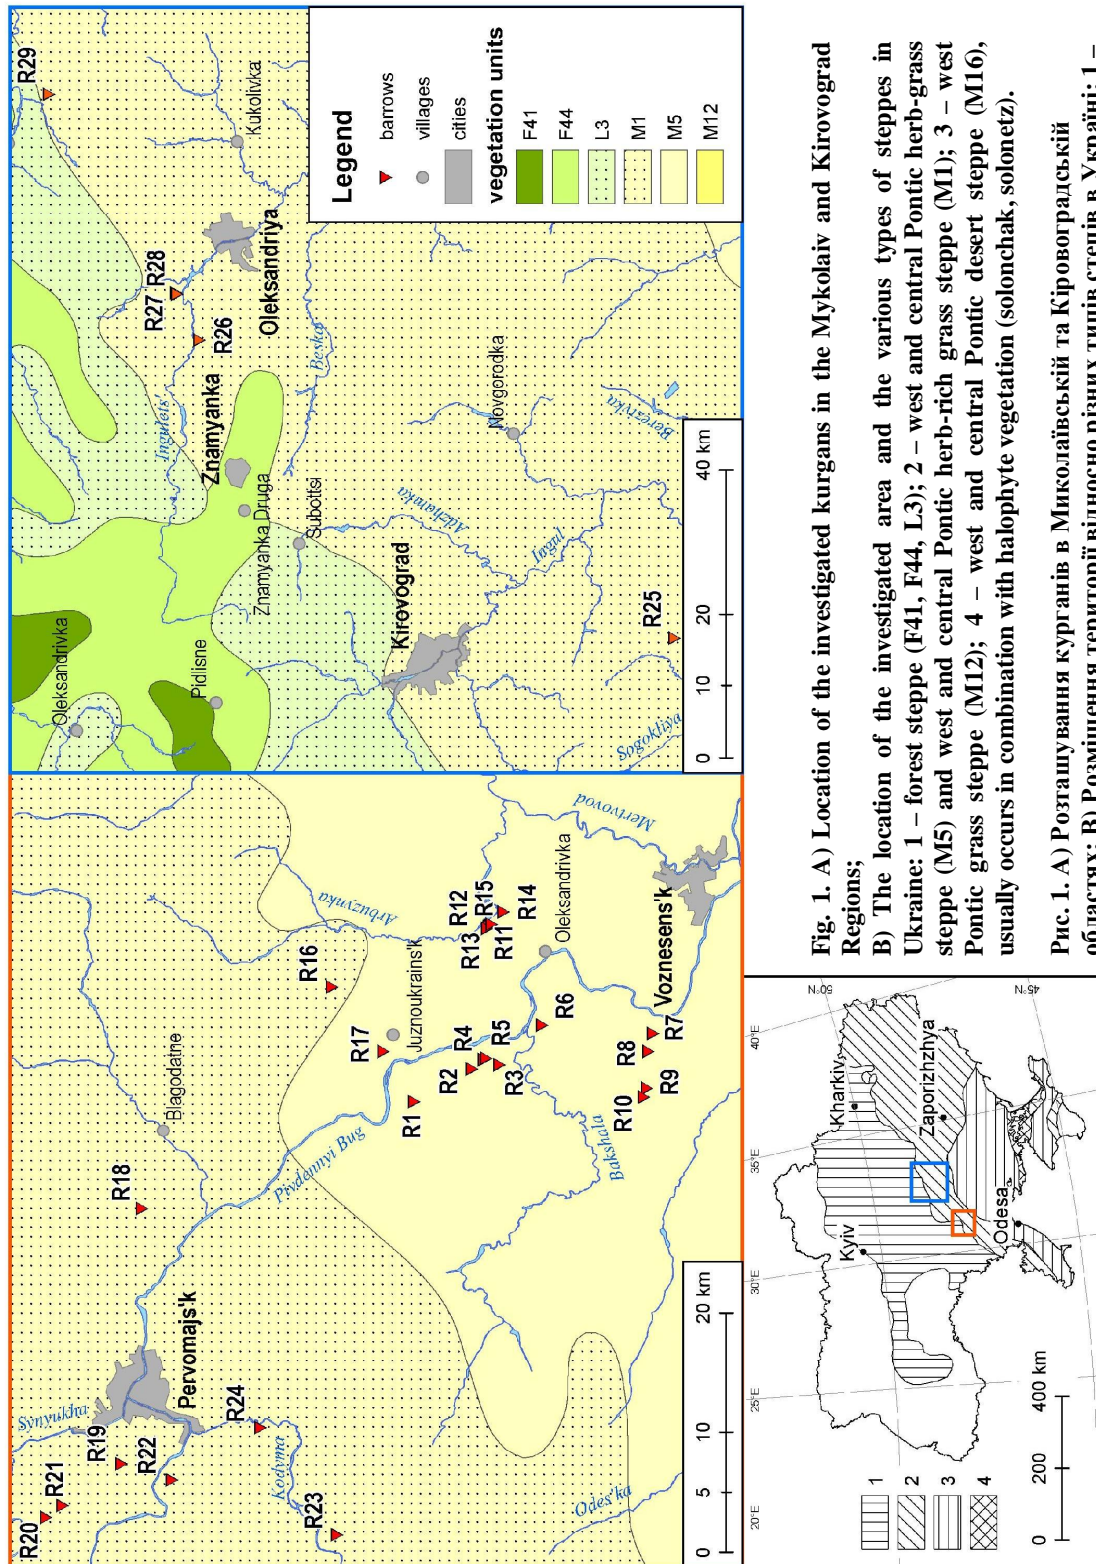 R20
R21
R19
R22
R24
R23
Synyukha
Pervomajs'k
Kodyma
Odes'ka
R18
Blagodatne
Pivdennyi Bug
R16
R17
Juznoukrains'k
R1
R2
R4
R5
R3
R6
Arbuzynka
R12
R13
R15
R11
R14
Oleksandrivka
Bakshala
Mertvovod
Voznesens'k
R7
R8
R9
R10
0 5 10 20 km
Oleksandrivka
Pidlisne
Znamyanka
Znamyanka Druga
Subottsi
Ingulets'
R26
R27
R28
R29
Oleksandriya
Kukolivka
Beska
Kirovograd
Adzhamka
Ingul
Novgorodka
Berezivka
Sogokliya
R25
0 10 20 40 km
Legend
barrows
villages
cities
vegetation units
F41
F44
L3
M1
M5
M12
1
2
3
4
0 200 400 km
20°E
25°E
30°E
35°E
40°E
50°N
45°N
Kyiv
Kharkiv
Zaporizhzhya
Odesa
Fig. 1. A) Location of the investigated kurgans in the Mykolaiv and Kirovograd
Regions;
B) The location of the investigated area and the various types of steppes in
Ukraine: 1 – forest steppe (F41, F44, L3); 2 – west and central Pontic herb-grass
steppe (M5) and west and central Pontic herb-rich grass steppe (M1); 3 – west
Pontic grass steppe (M12); 4 – west and central Pontic desert steppe (M16),
usually occurs in combination with halophyte vegetation (solonchak, solonetz).
Рис. 1. А) Розташування курганів в Миколаївській та Кіровоградській
областях; В) Розміщення території відносно різних типів степів в Україні: 1 –